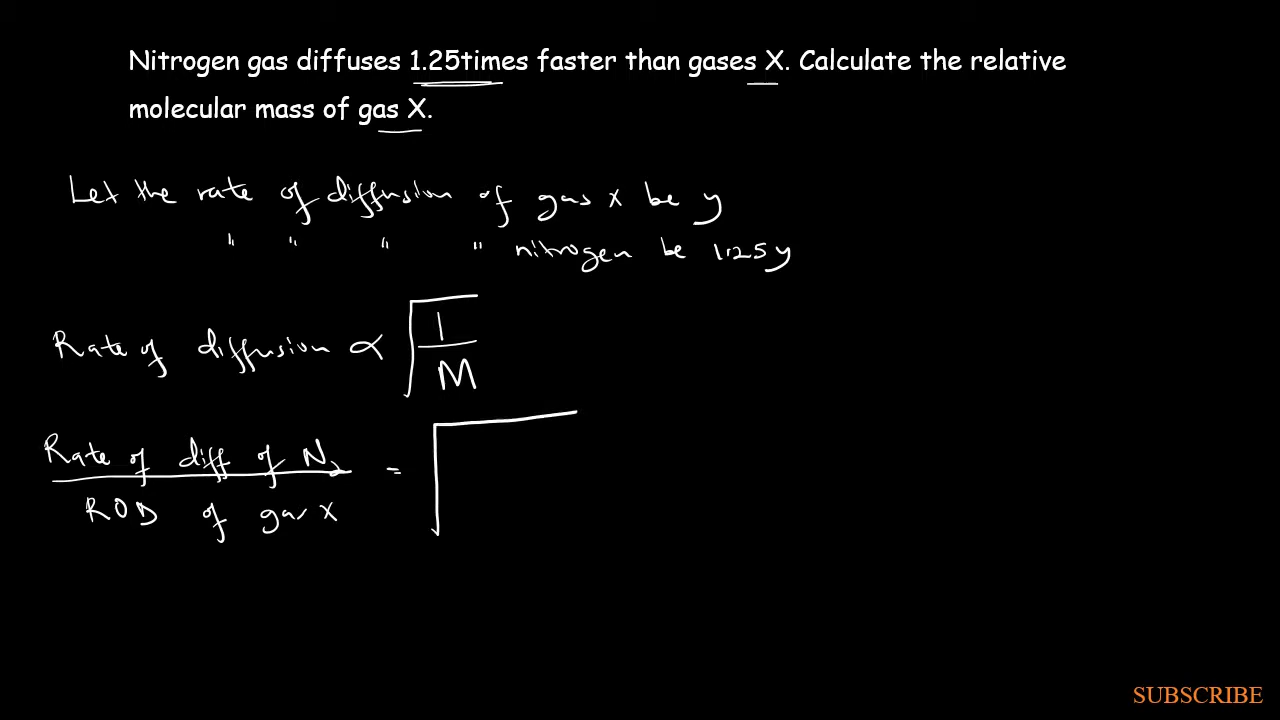 Nitrogen gas diffuses 1.25times faster than gases X. Calculate the relative
molecular mass of gas X.
Let the rate of diffusion of gas x be y
" " " " nitrogen be 1.25y
Rate of diffusion ∝ √1/M
Rate of diff of N₂ / ROD of gas x = √
SUBSCRIBE